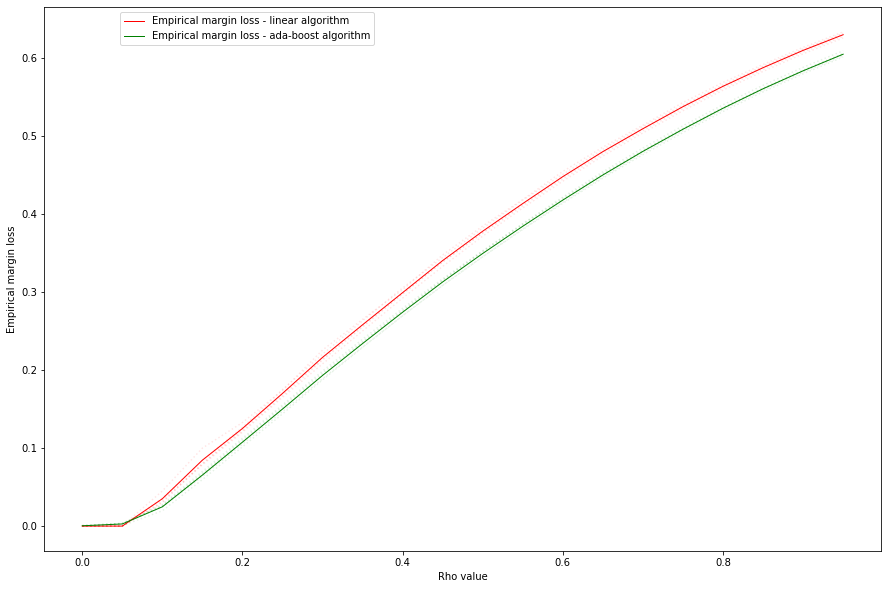 Empirical margin loss - linear algorithm
Empirical margin loss - ada-boost algorithm
0.6
0.5
0.4
0.3
0.2
0.1
0.0
Empirical margin loss
0.0 0.2 0.4 0.6 0.8
Rho value